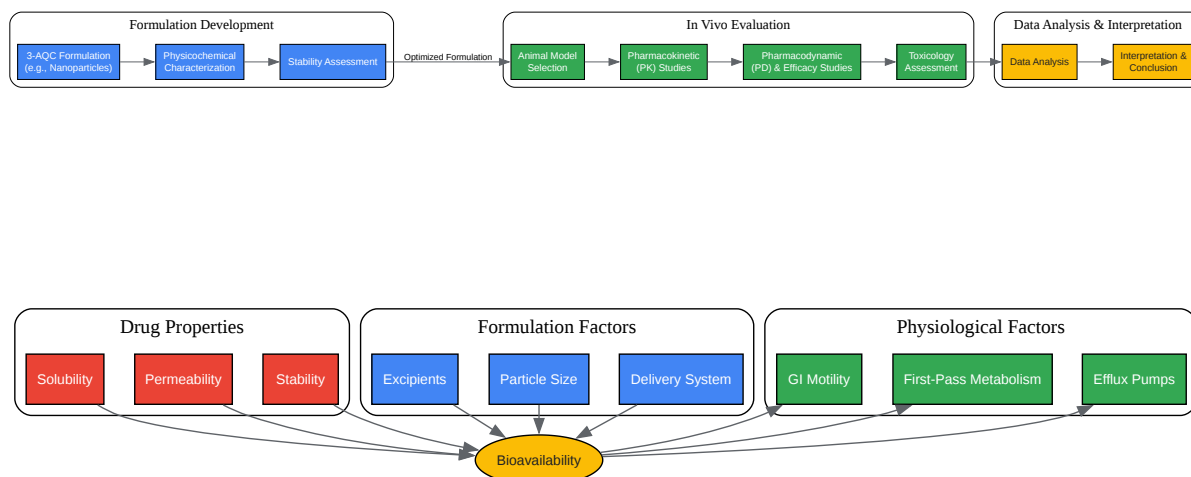 Formulation Development
In Vivo Evaluation
Data Analysis & Interpretation
3-AQC Formulation
(e.g., Nanoparticles)
Physicochemical
Characterization
Stability Assessment
Optimized Formulation
Animal Model
Selection
Pharmacokinetic
(PK) Studies
Pharmacodynamic
(PD) & Efficacy Studies
Toxicology
Assessment
Data Analysis
Interpretation &
Conclusion
Drug Properties
Formulation Factors
Physiological Factors
Solubility
Permeability
Stability
Excipients
Particle Size
Delivery System
GI Motility
First-Pass Metabolism
Efflux Pumps
Bioavailability